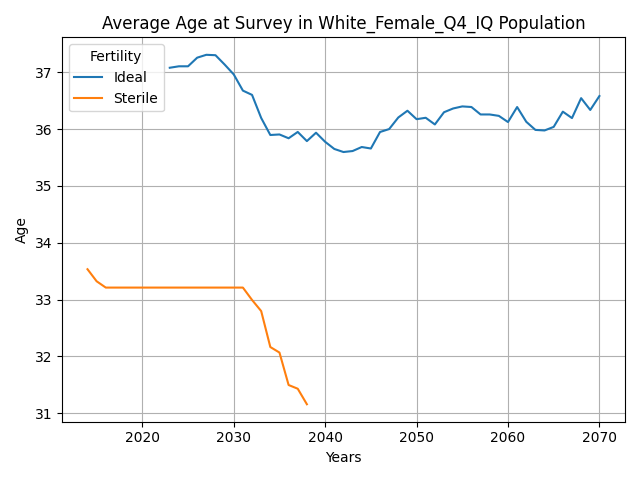 Average Age at Survey in White_Female_Q4_IQ Population
Fertility
Ideal
Sterile
Age
37
36
35
34
33
32
31
2020 2030 2040 2050 2060 2070
Years